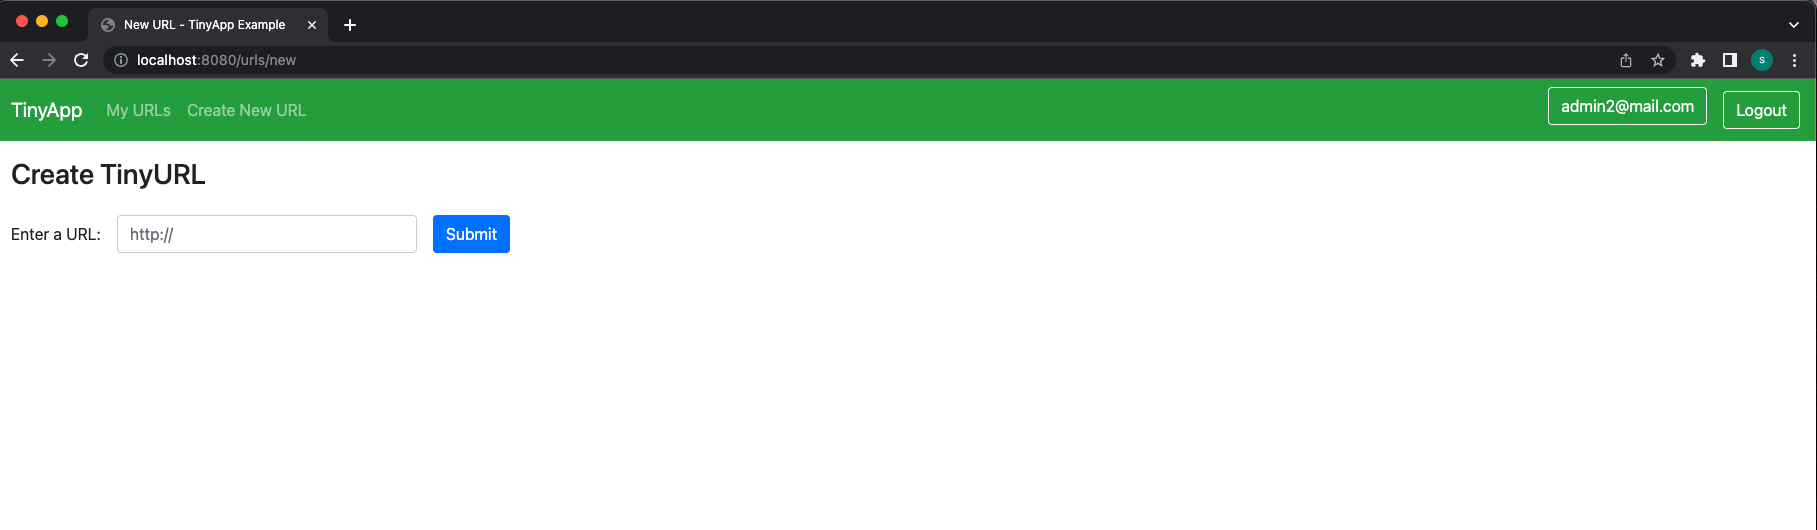 New URL - TinyApp Example
localhost:8080/urls/new
S
TinyApp My URLs Create New URL admin2@mail.com Logout
Create TinyURL
Enter a URL: http:// Submit